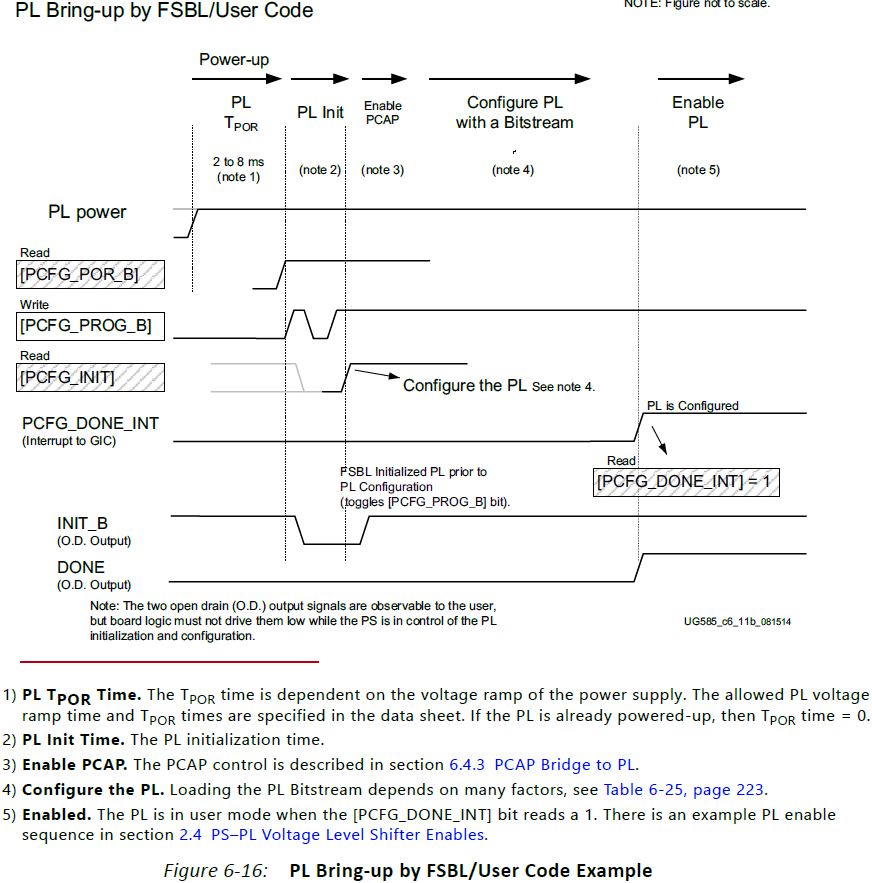 PL Bring-up by FSBL/User Code
NOTE: Figure not to scale.
Power-up
PL
TPOR
PL Init
Enable
PCAP
Configure PL
with a Bitstream
Enable
PL
2 to 8 ms
(note 1)
(note 2)
(note 3)
(note 4)
(note 5)
PL power
Read
[PCFG_POR_B]
Write
[PCFG_PROG_B]
Read
[PCFG_INIT]
Configure the PL See note 4.
PCFG_DONE_INT
(Interrupt to GIC)
PL is Configured
Read
[PCFG_DONE_INT] = 1
FSBL Initialized PL prior to
PL Configuration
(toggles [PCFG_PROG_B] bit).
INIT_B
(O.D. Output)
DONE
(O.D. Output)
Note: The two open drain (O.D.) output signals are observable to the user,
but board logic must not drive them low while the PS is in control of the PL
initialization and configuration.
UG585_c6_11b_081514
1) PL TPOR Time. The TPOR time is dependent on the voltage ramp of the power supply. The allowed PL voltage
ramp time and TPOR times are specified in the data sheet. If the PL is already powered-up, then TPOR time = 0.
2) PL Init Time. The PL initialization time.
3) Enable PCAP. The PCAP control is described in section 6.4.3 PCAP Bridge to PL.
4) Configure the PL. Loading the PL Bitstream depends on many factors, see Table 6-25, page 223.
5) Enabled. The PL is in user mode when the [PCFG_DONE_INT] bit reads a 1. There is an example PL enable
sequence in section 2.4 PS–PL Voltage Level Shifter Enables.
Figure 6-16: PL Bring-up by FSBL/User Code Example